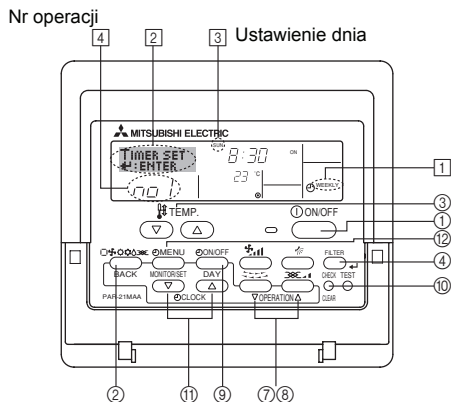 Nr operacji
4 2 3 Ustawienie dnia
MITSUBISHI ELECTRIC
SUN
TIMER SET 8:30 ON
↵:ENTER
23 °C
no 1 WEEKLY 1
TEMP. ON/OFF
3
1
12
MENU ON/OFF FILTER
4
BACK MONITOR/SET DAY CHECK TEST
10
PAR-21MAA CLOCK ▽ OPERATION △ CLEAR
2 11 9 7 8